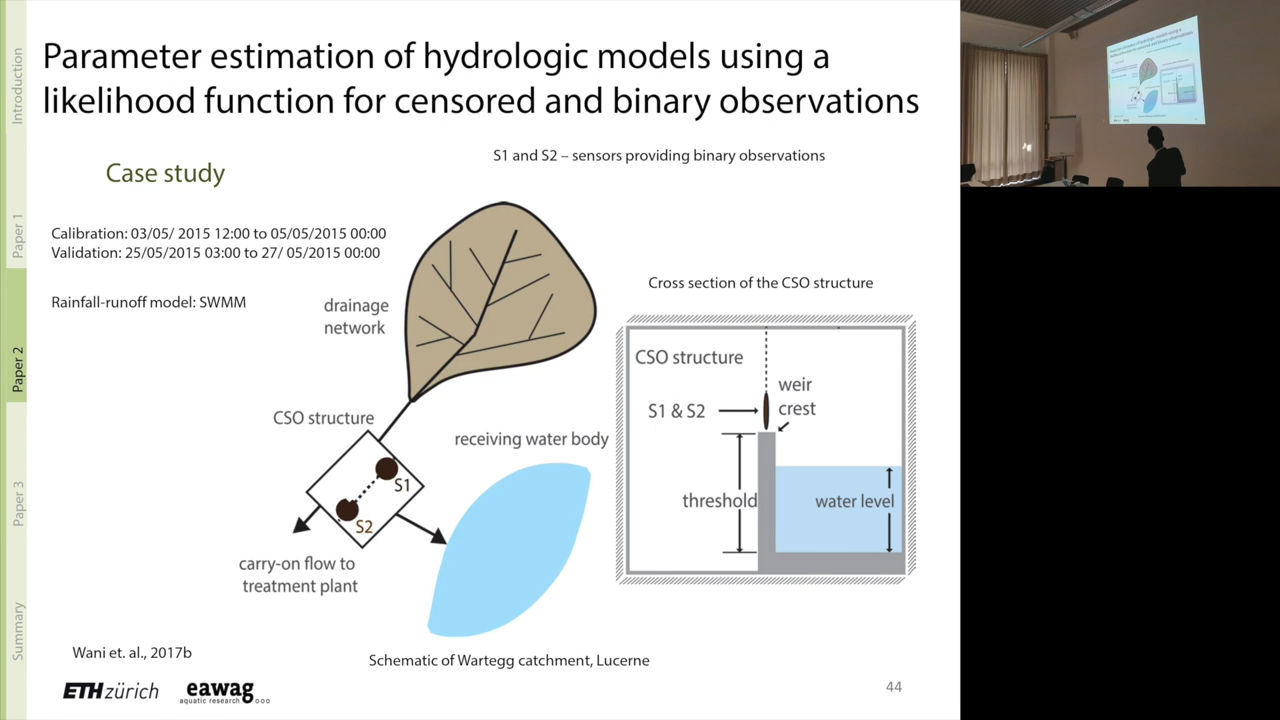 Parameter estimation of hydrologic models using a
likelihood function for censored and binary observations
Case study
S1 and S2 – sensors providing binary observations
Calibration: 03/05/ 2015 12:00 to 05/05/2015 00:00
Validation: 25/05/2015 03:00 to 27/ 05/2015 00:00
Rainfall-runoff model: SWMM
drainage
network
Cross section of the CSO structure
CSO structure
weir
crest
S1 & S2
threshold
water level
CSO structure
receiving water body
S1
S2
carry-on flow to
treatment plant
Wani et. al., 2017b
Schematic of Wartegg catchment, Lucerne
ETH zürich
eawag
aquatic research
44
Introduction
Paper 1
Paper 2
Paper 3
Summary